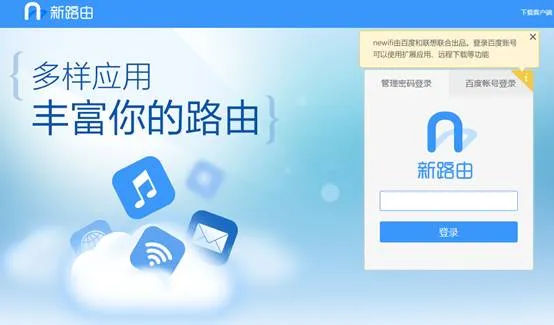 新路由
下载客户端
newifi由百度和联想联合出品，登录百度账号
可以使用扩展应用、远程下载等功能
{多样应用
丰富你的路由}
管理密码登录
百度帐号登录
新路由
登录